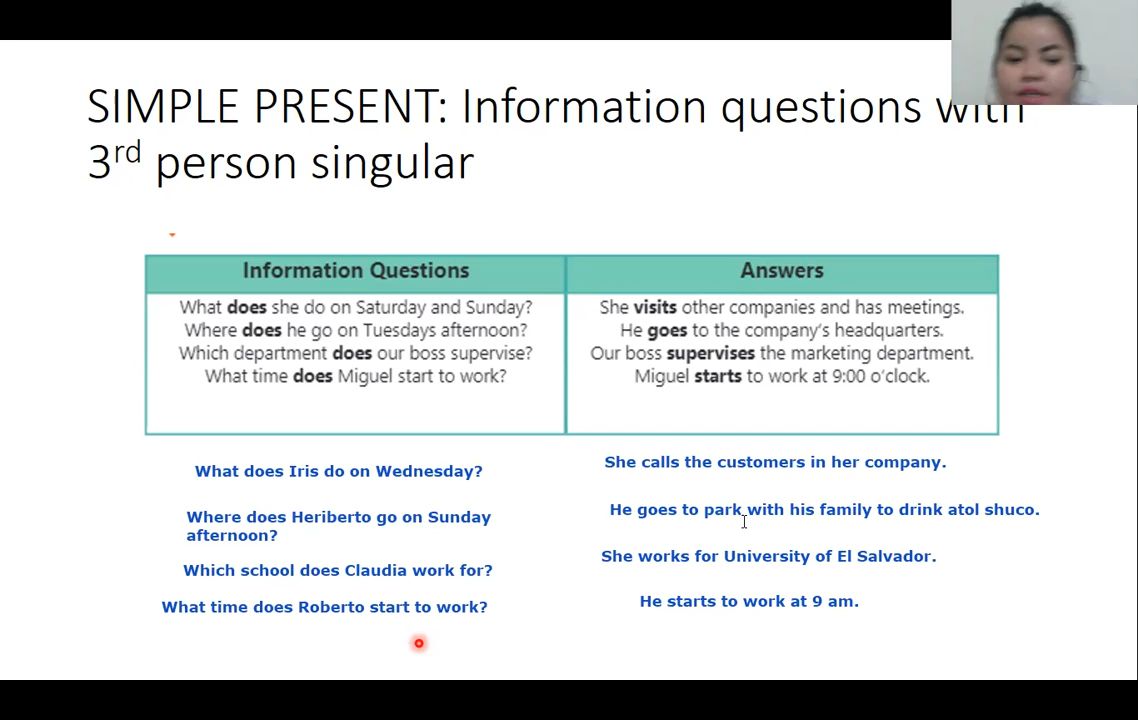 SIMPLE PRESENT: Information questions with
3rd person singular
Information Questions
Answers
What does she do on Saturday and Sunday?
Where does he go on Tuesdays afternoon?
Which department does our boss supervise?
What time does Miguel start to work?
She visits other companies and has meetings.
He goes to the company's headquarters.
Our boss supervises the marketing department.
Miguel starts to work at 9:00 o'clock.
What does Iris do on Wednesday?
She calls the customers in her company.
Where does Heriberto go on Sunday
afternoon?
He goes to park with his family to drink atol shuco.
Which school does Claudia work for?
She works for University of El Salvador.
What time does Roberto start to work?
He starts to work at 9 am.